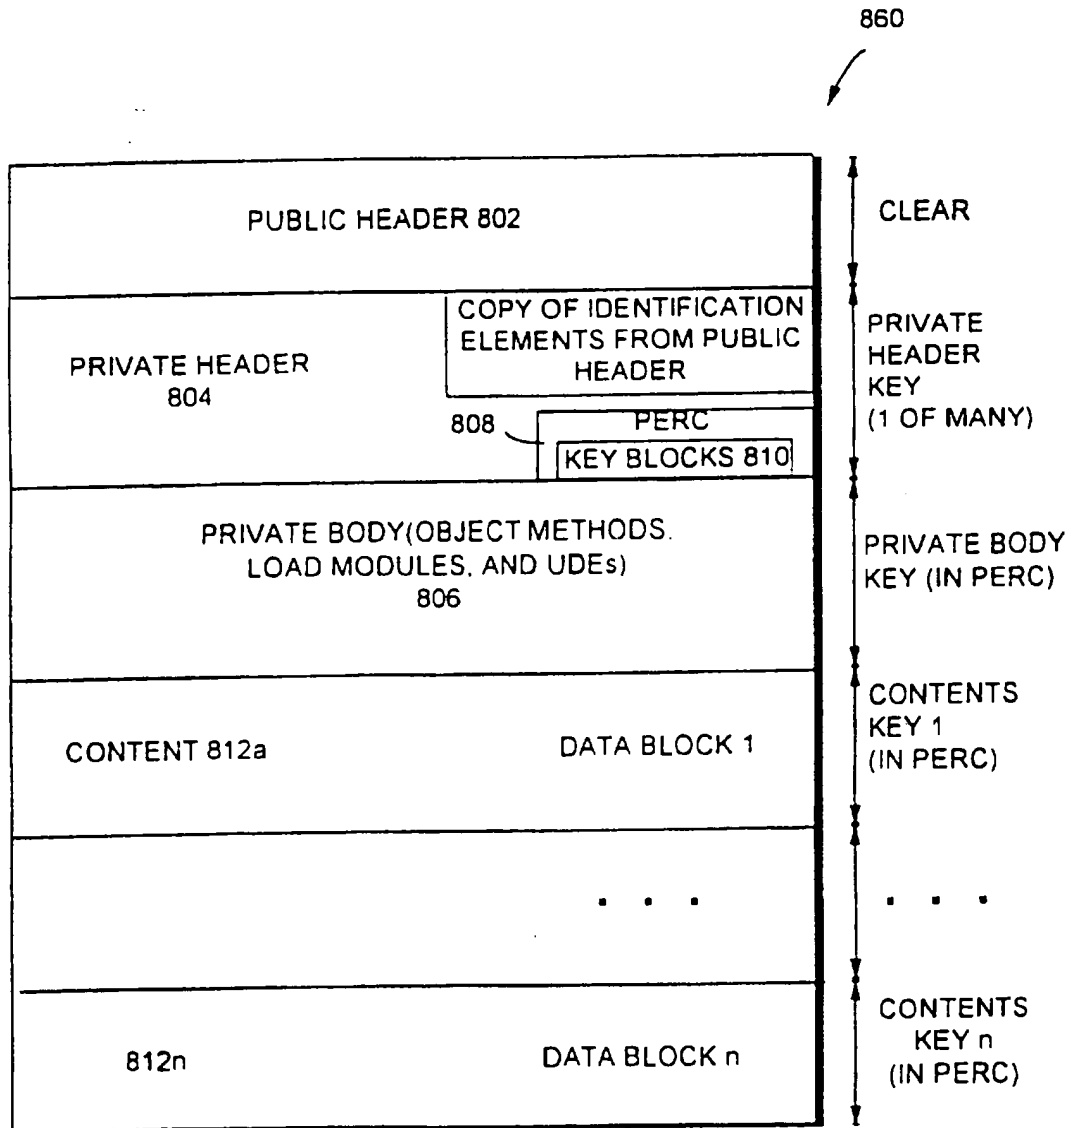 860
PUBLIC HEADER 802
CLEAR
COPY OF IDENTIFICATION
ELEMENTS FROM PUBLIC
HEADER
PRIVATE HEADER
804
808
PERC
KEY BLOCKS 810
PRIVATE
HEADER
KEY
(1 OF MANY)
PRIVATE BODY(OBJECT METHODS.
LOAD MODULES, AND UDEs)
806
PRIVATE BODY
KEY (IN PERC)
CONTENT 812a
DATA BLOCK 1
CONTENTS
KEY 1
(IN PERC)
. . .
. . .
812n
DATA BLOCK n
CONTENTS
KEY n
(IN PERC)